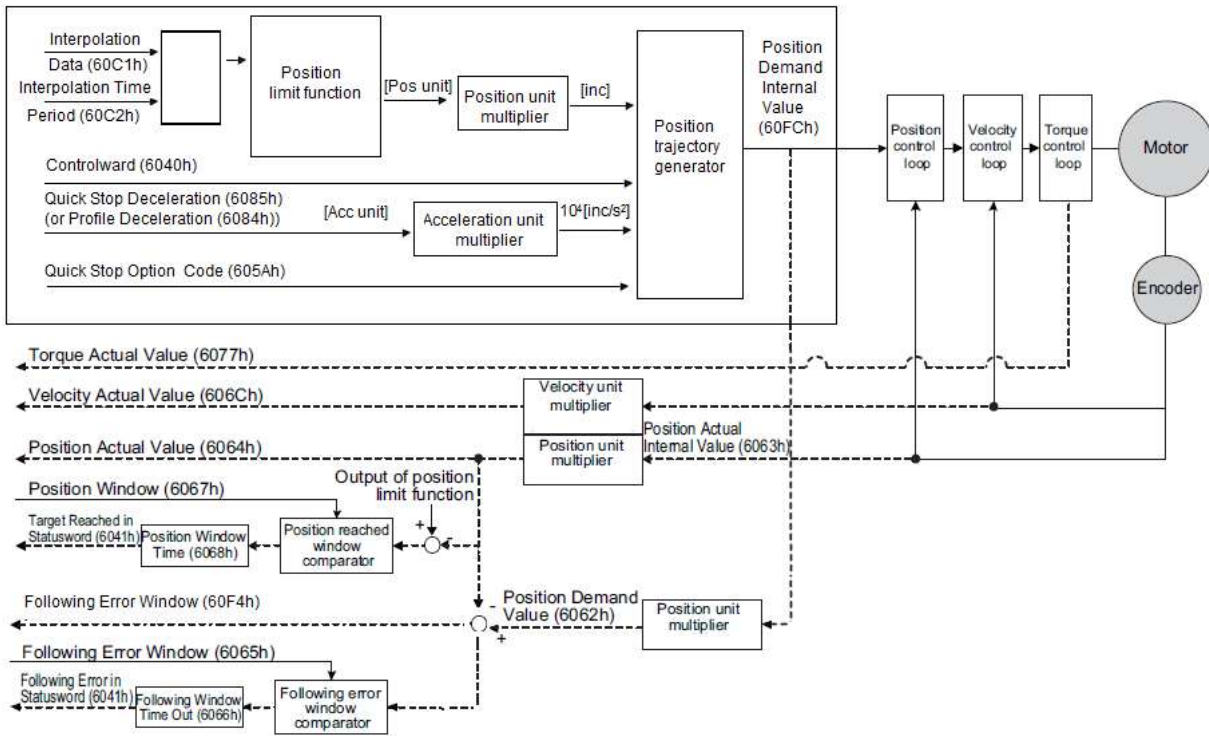 Interpolation
Data (60C1h)
Interpolation Time
Period (60C2h)
Position
limit function
[Pos unit]
Position unit
multiplier
[inc]
Position
trajectory
generator
Position
Demand
Internal
Value
(60FCh)
Position
control
loop
Velocity
control
loop
Torque
control
loop
Motor
Encoder
Controlward (6040h)
Quick Stop Deceleration (6085h)
(or Profile Deceleration (6084h))
[Acc unit]
Acceleration unit
multiplier
10⁴[inc/s²]
Quick Stop Option Code (605Ah)
Torque Actual Value (6077h)
Velocity Actual Value (606Ch)
Velocity unit
multiplier
Position Actual Value (6064h)
Position unit
multiplier
Position Actual
Internal Value (6063h)
Output of position
limit function
Position Window (6067h)
Target Reached in
Statusword (6041h)
Position Window
Time (6068h)
Position reached
window
comparator
+
-
Following Error Window (60F4h)
-
+
Position Demand
Value (6062h)
Position unit
multiplier
Following Error Window (6065h)
Following Error in
Statusword (6041h)
Following Window
Time Out (6066h)
Following error
window
comparator